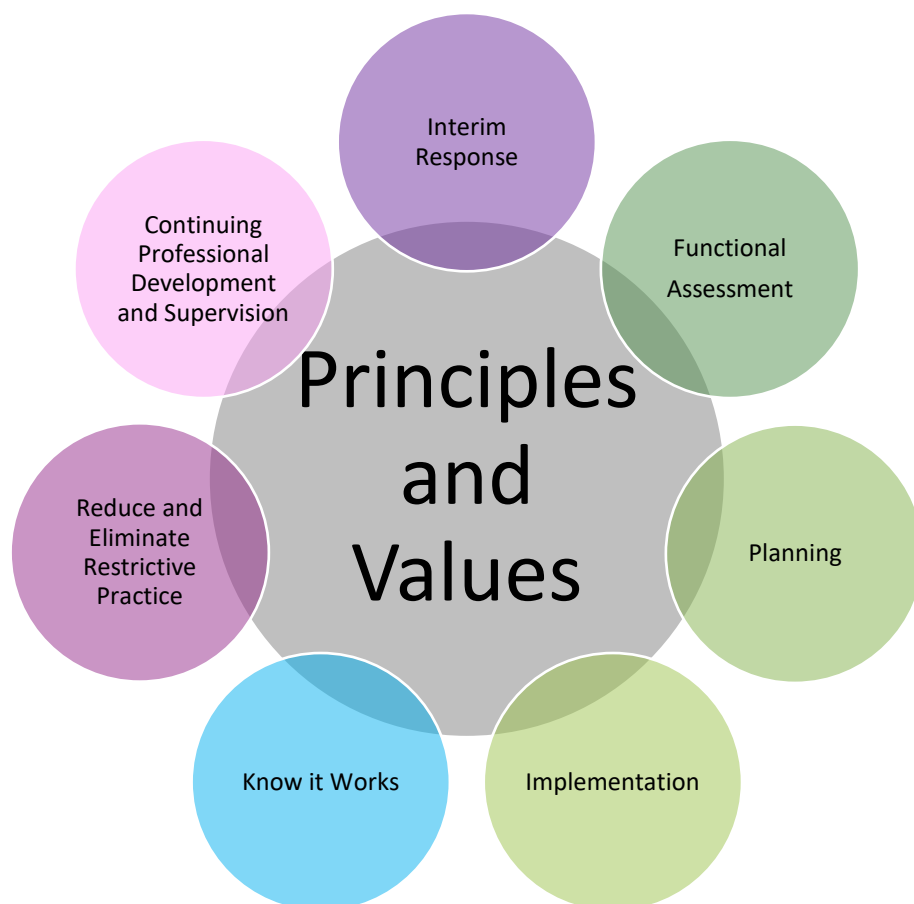 Interim
Response
Functional
Assessment
Planning
Implementation
Know it Works
Reduce and
Eliminate
Restrictive
Practice
Continuing
Professional
Development
and Supervision
Principles
and
Values